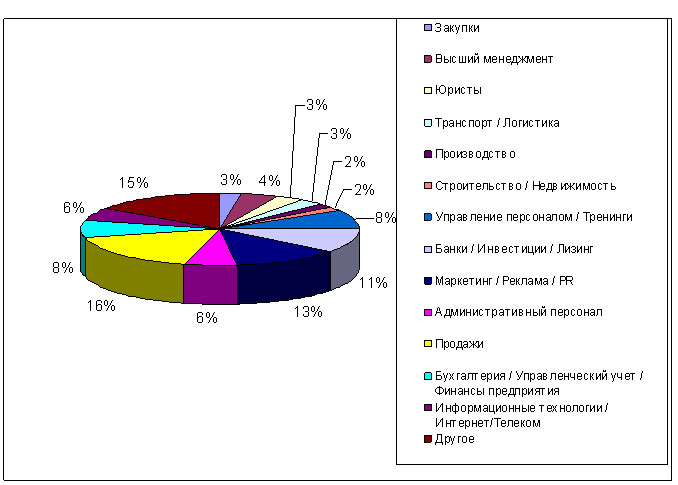 Закупки
Высший менеджмент
Юристы
3%
Транспорт / Логистика
3%
Производство
2%
15%
3%
4%
Строительство / Недвижимость
2%
6%
Управление персоналом / Тренинги
8%
Банки / Инвестиции / Лизинг
8%
11%
Маркетинг / Реклама / PR
16%
6%
13%
Административный персонал
Продажи
Бухгалтерия / Управленческий учет /
Финансы предприятия
Информационные технологии /
Интернет/Телеком
Другое